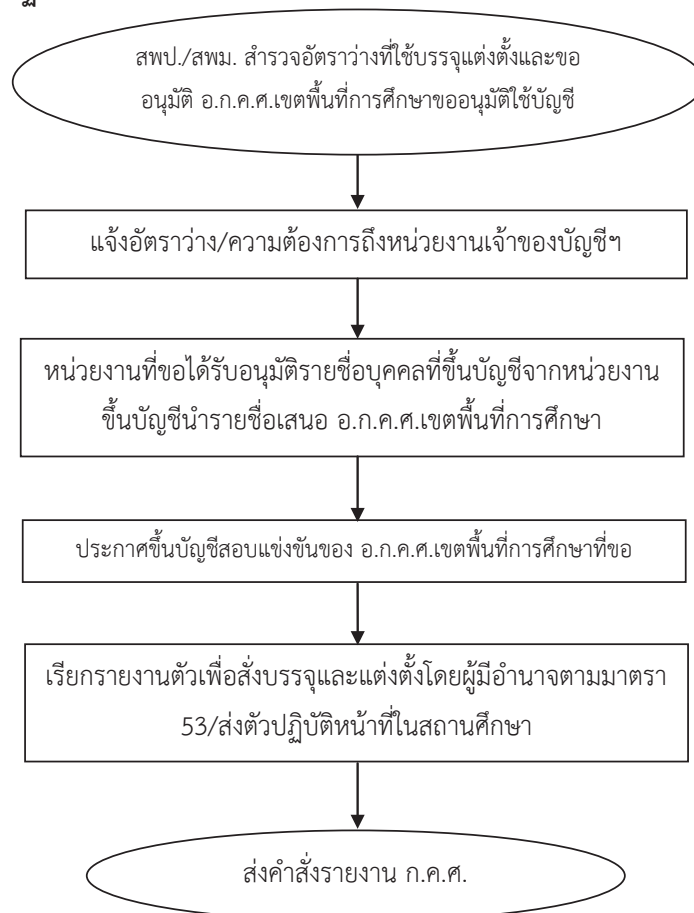 สพป./สพม. สำรวจอัตราว่างที่ใช้บรรจุแต่งตั้งและขอ
อนุมัติ อ.ก.ค.ศ.เขตพื้นที่การศึกษาขออนุมัติใช้บัญชี
แจ้งอัตราว่าง/ความต้องการถึงหน่วยงานเจ้าของบัญชีฯ
หน่วยงานที่ขอได้รับอนุมัติรายชื่อบุคคลที่ขึ้นบัญชีจากหน่วยงาน
ขึ้นบัญชีนำรายชื่อเสนอ อ.ก.ค.ศ.เขตพื้นที่การศึกษา
ประกาศขึ้นบัญชีสอบแข่งขันของ อ.ก.ค.ศ.เขตพื้นที่การศึกษาที่ขอ
เรียกรายงานตัวเพื่อสั่งบรรจุและแต่งตั้งโดยผู้มีอำนาจตามมาตรา
53/ส่งตัวปฏิบัติหน้าที่ในสถานศึกษา
ส่งคำสั่งรายงาน ก.ค.ศ.